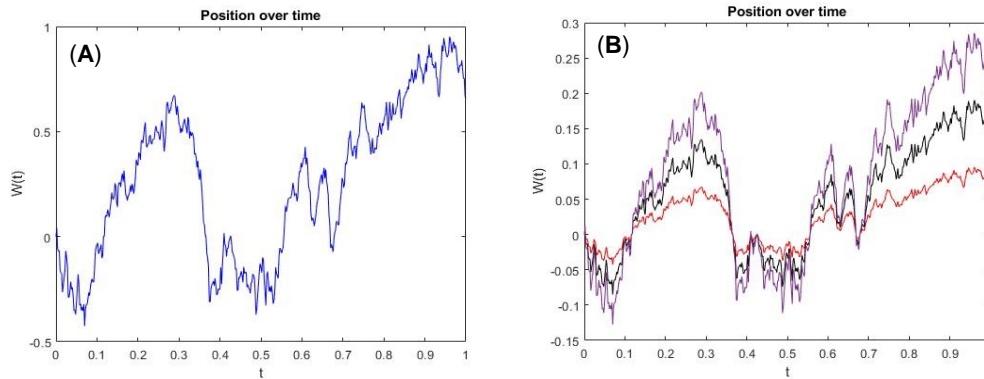 Position over time
(A)
1
0.5
0
-0.5
W(t)
0 0.1 0.2 0.3 0.4 0.5 0.6 0.7 0.8 0.9 1
t
Position over time
(B)
0.3
0.25
0.2
0.15
0.1
0.05
0
-0.05
-0.1
-0.15
W(t)
0 0.1 0.2 0.3 0.4 0.5 0.6 0.7 0.8 0.9
t